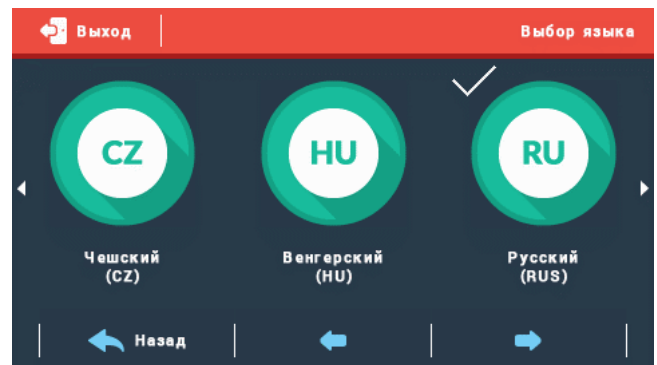 Выход
Выбор языка
CZ
HU
RU
Чешский
(CZ)
Венгерский
(HU)
Русский
(RUS)
Назад